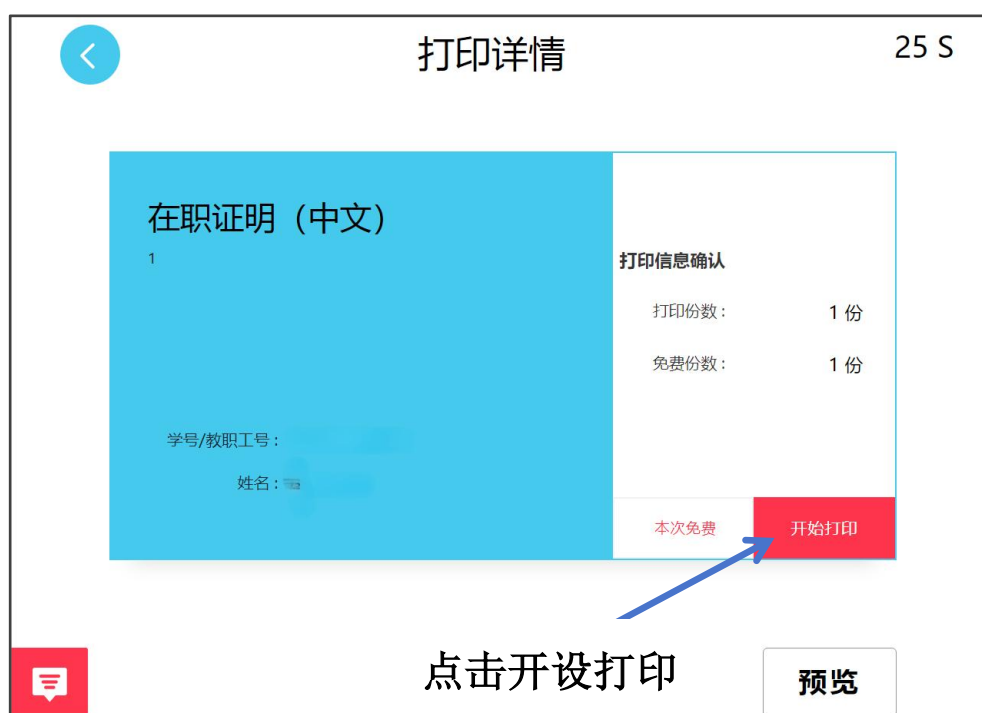 打印详情
25 S
在职证明（中文）
1
打印信息确认
打印份数：
1 份
免费份数：
1 份
学号/教职工号：
姓名：
本次免费
开始打印
点击开设打印
预览